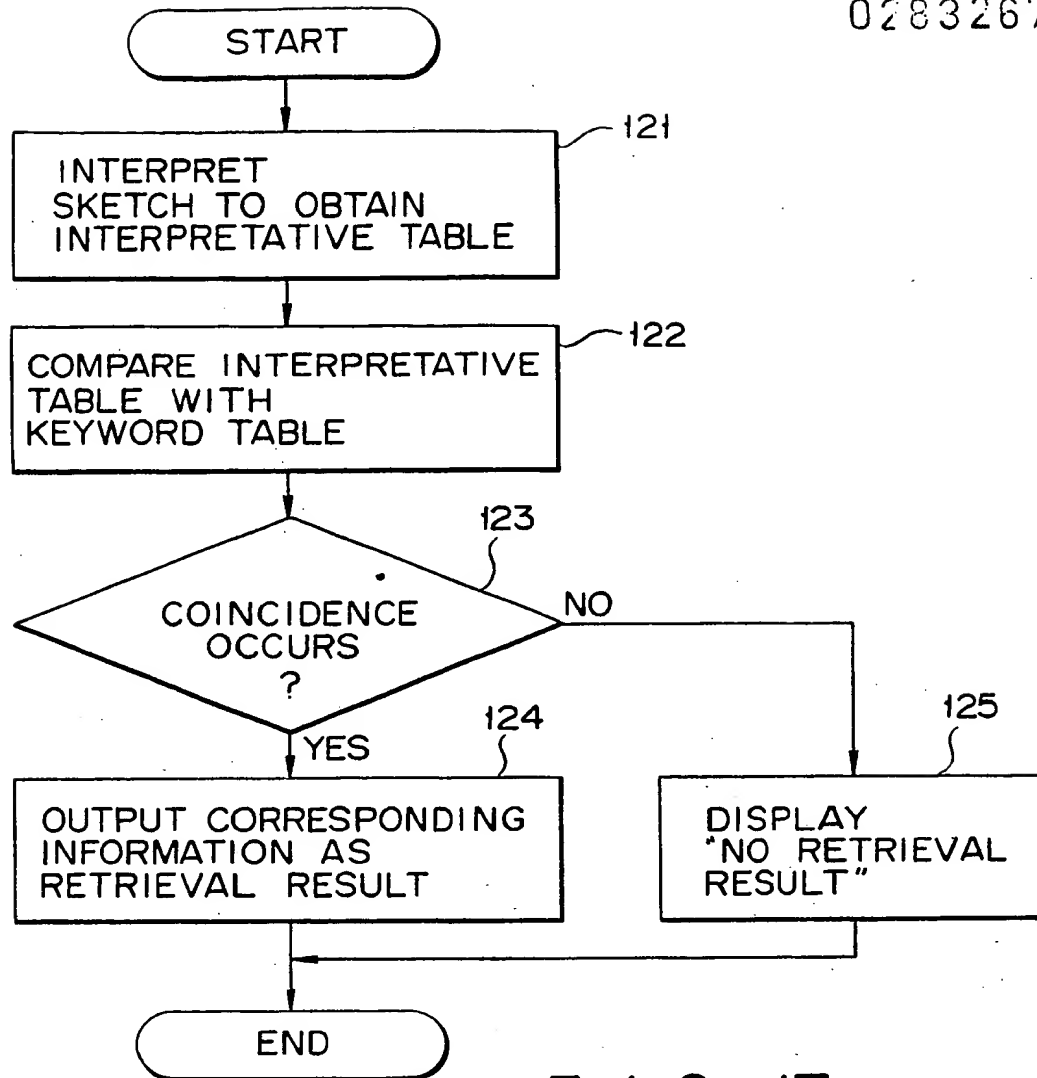 0283267
START
121
INTERPRET
SKETCH TO OBTAIN
INTERPRETATIVE TABLE
122
COMPARE INTERPRETATIVE
TABLE WITH
KEYWORD TABLE
123
COINCIDENCE
OCCURS
?
NO
YES
124
OUTPUT CORRESPONDING
INFORMATION AS
RETRIEVAL RESULT
125
DISPLAY
"NO RETRIEVAL
RESULT"
END